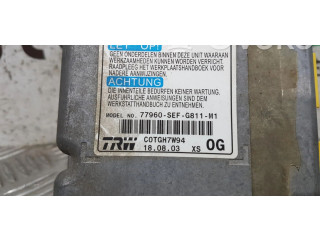 LET OP!
GEEN ONDERDELEN BINNEN DEZE UNIT WAARAAN
WERKZAAMHEDEN KUNNEN WORDEN VERRICHT.
RAADPLEEG HET WERKPLAATSHANDBOEK VOOR
NADERE AANWIJZINGEN.
ACHTUNG
DIE INNENTEILE BEDÜRFEN KEINER WARTUNG.
AUSFÜHRLICHE ANWEISUNGEN SIND DEM
WERKSTATTHANDBUCH ZU ENTNEHMEN.
MODEL NO. 77960-SEF-G811-M1
TRW COTGH7W94 0G
18.08.03 XS